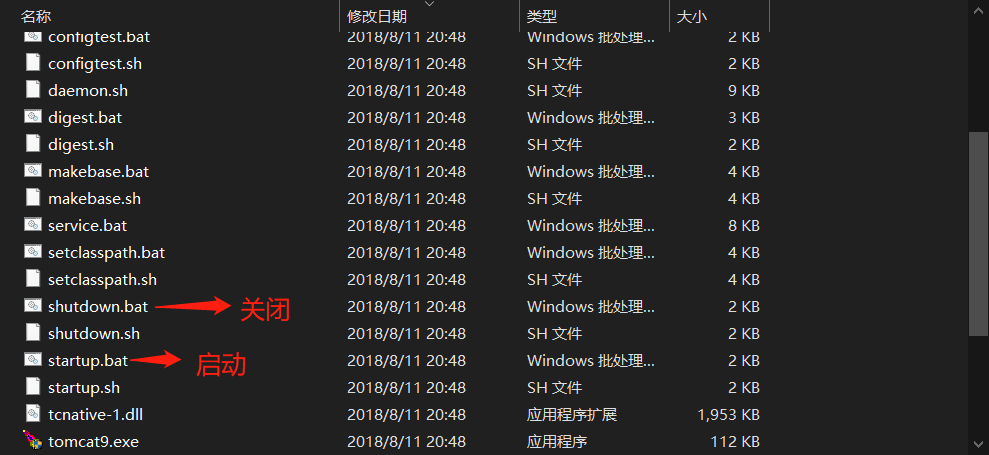 名称 修改日期 类型 大小
configtest.bat 2018/8/11 20:48 Windows 批处理... 2 KB
configtest.sh 2018/8/11 20:48 SH 文件 2 KB
daemon.sh 2018/8/11 20:48 SH 文件 9 KB
digest.bat 2018/8/11 20:48 Windows 批处理... 3 KB
digest.sh 2018/8/11 20:48 SH 文件 2 KB
makebase.bat 2018/8/11 20:48 Windows 批处理... 4 KB
makebase.sh 2018/8/11 20:48 SH 文件 4 KB
service.bat 2018/8/11 20:48 Windows 批处理... 8 KB
setclasspath.bat 2018/8/11 20:48 Windows 批处理... 4 KB
setclasspath.sh 2018/8/11 20:48 SH 文件 4 KB
shutdown.bat 关闭 2018/8/11 20:48 Windows 批处理... 2 KB
shutdown.sh 2018/8/11 20:48 SH 文件 2 KB
startup.bat 启动 2018/8/11 20:48 Windows 批处理... 2 KB
startup.sh 2018/8/11 20:48 SH 文件 2 KB
tcnative-1.dll 2018/8/11 20:48 应用程序扩展 1,953 KB
tomcat9.exe 2018/8/11 20:48 应用程序 112 KB